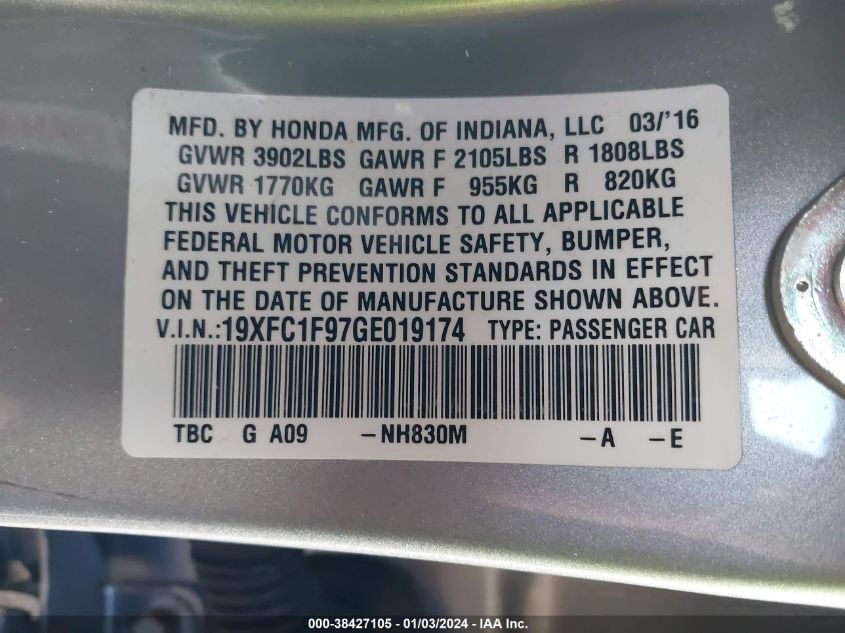 MFD. BY HONDA MFG. OF INDIANA, LLC 03/'16
GVWR 3902LBS GAWR F 2105LBS R 1808LBS
GVWR 1770KG GAWR F 955KG R 820KG
THIS VEHICLE CONFORMS TO ALL APPLICABLE
FEDERAL MOTOR VEHICLE SAFETY, BUMPER,
AND THEFT PREVENTION STANDARDS IN EFFECT
ON THE DATE OF MANUFACTURE SHOWN ABOVE.
V.I.N.:19XFC1F97GE019174 TYPE: PASSENGER CAR
TBC G A09 -NH830M -A -E
000-38427105 - 01/03/2024 - IAA Inc.